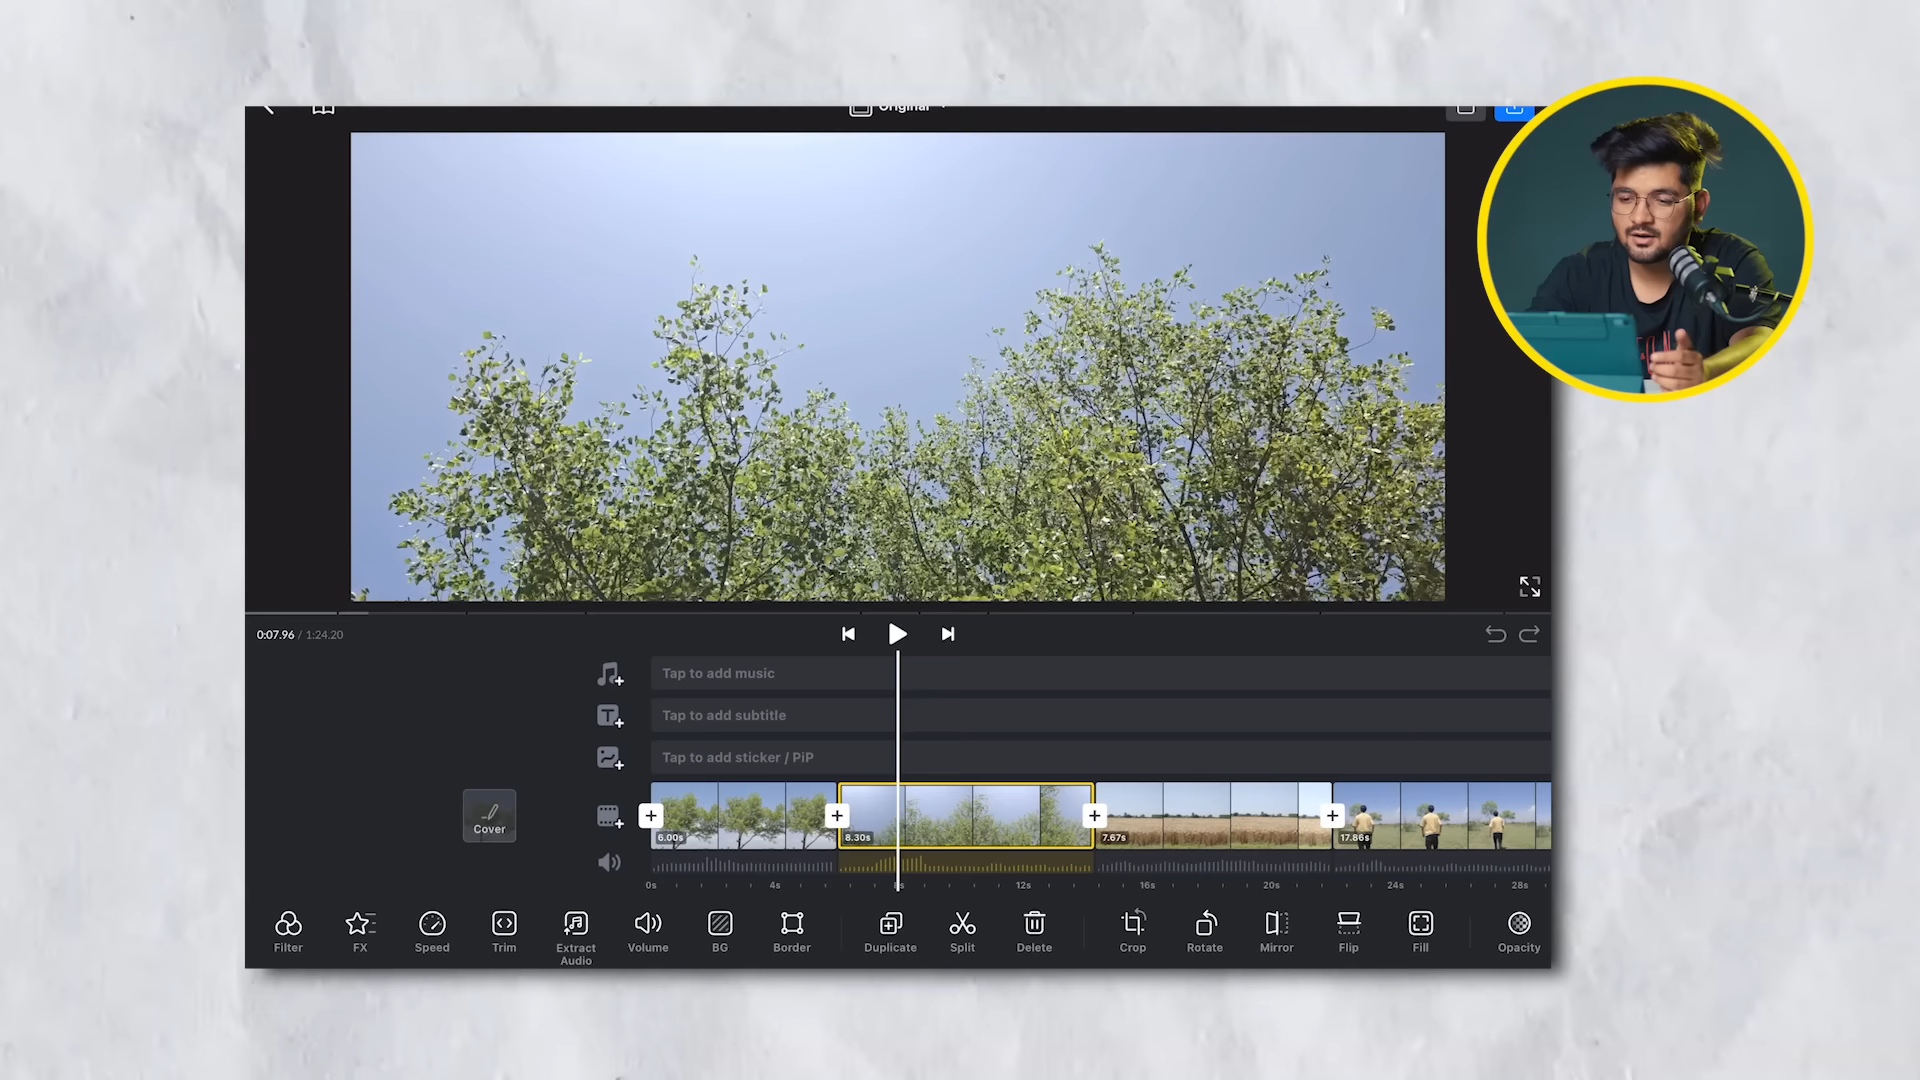 Original
0:07.96 / 1:24.20
Tap to add music
Tap to add subtitle
Tap to add sticker / PiP
Cover
6.00s
8.30s
7.67s
17.86s
0s 4s 12s 16s 20s 24s 28s
Filter FX Speed Trim Extract Audio Volume BG Border Duplicate Split Delete Crop Rotate Mirror Flip Fill Opacity